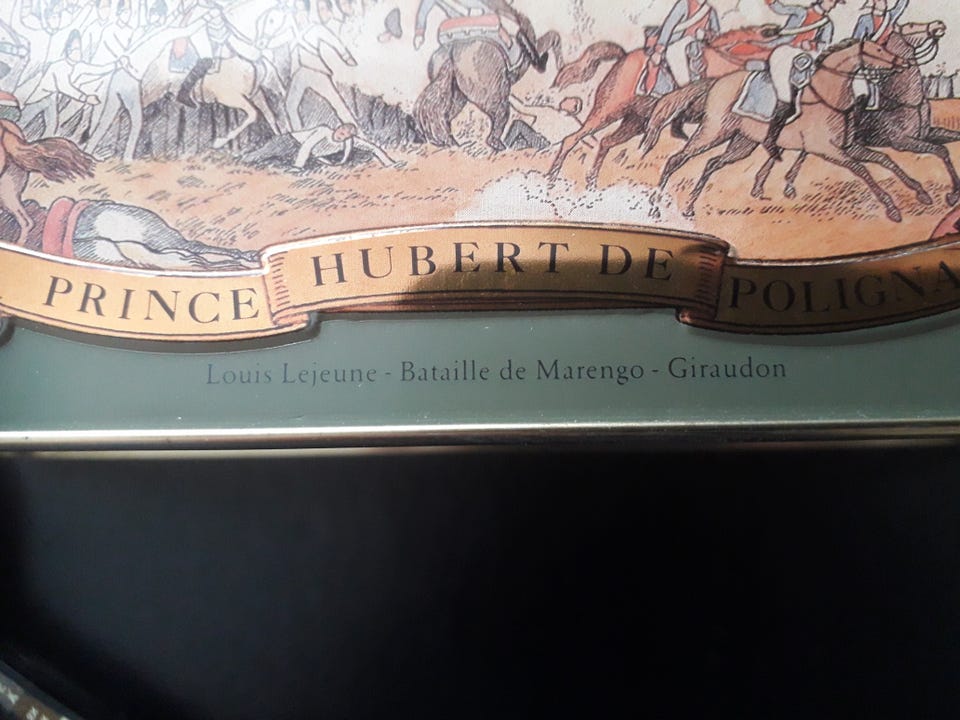 PRINCE HUBERT DE POLIGNA
Louis Lejeune - Bataille de Marengo - Giraudon